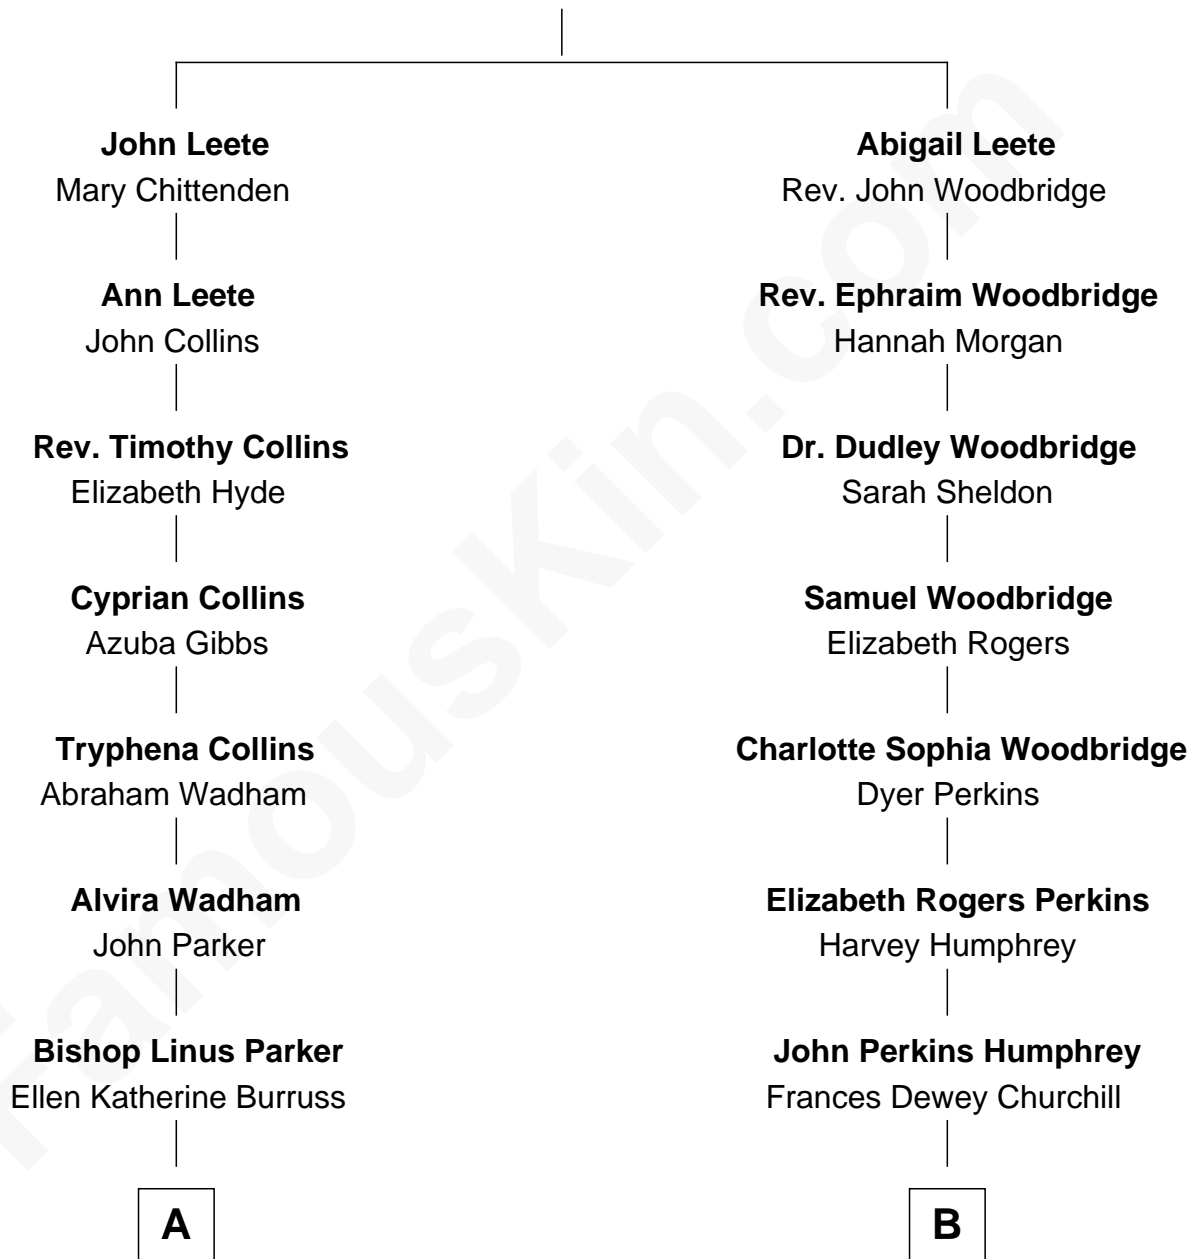 John Leete
Mary Chittenden
Ann Leete
John Collins
Rev. Timothy Collins
Elizabeth Hyde
Cyprian Collins
Azuba Gibbs
Tryphena Collins
Abraham Wadham
Alvira Wadham
John Parker
Bishop Linus Parker
Ellen Katherine Burruss
A
Abigail Leete
Rev. John Woodbridge
Rev. Ephraim Woodbridge
Hannah Morgan
Dr. Dudley Woodbridge
Sarah Sheldon
Samuel Woodbridge
Elizabeth Rogers
Charlotte Sophia Woodbridge
Dyer Perkins
Elizabeth Rogers Perkins
Harvey Humphrey
John Perkins Humphrey
Frances Dewey Churchill
B
FamousKin.com